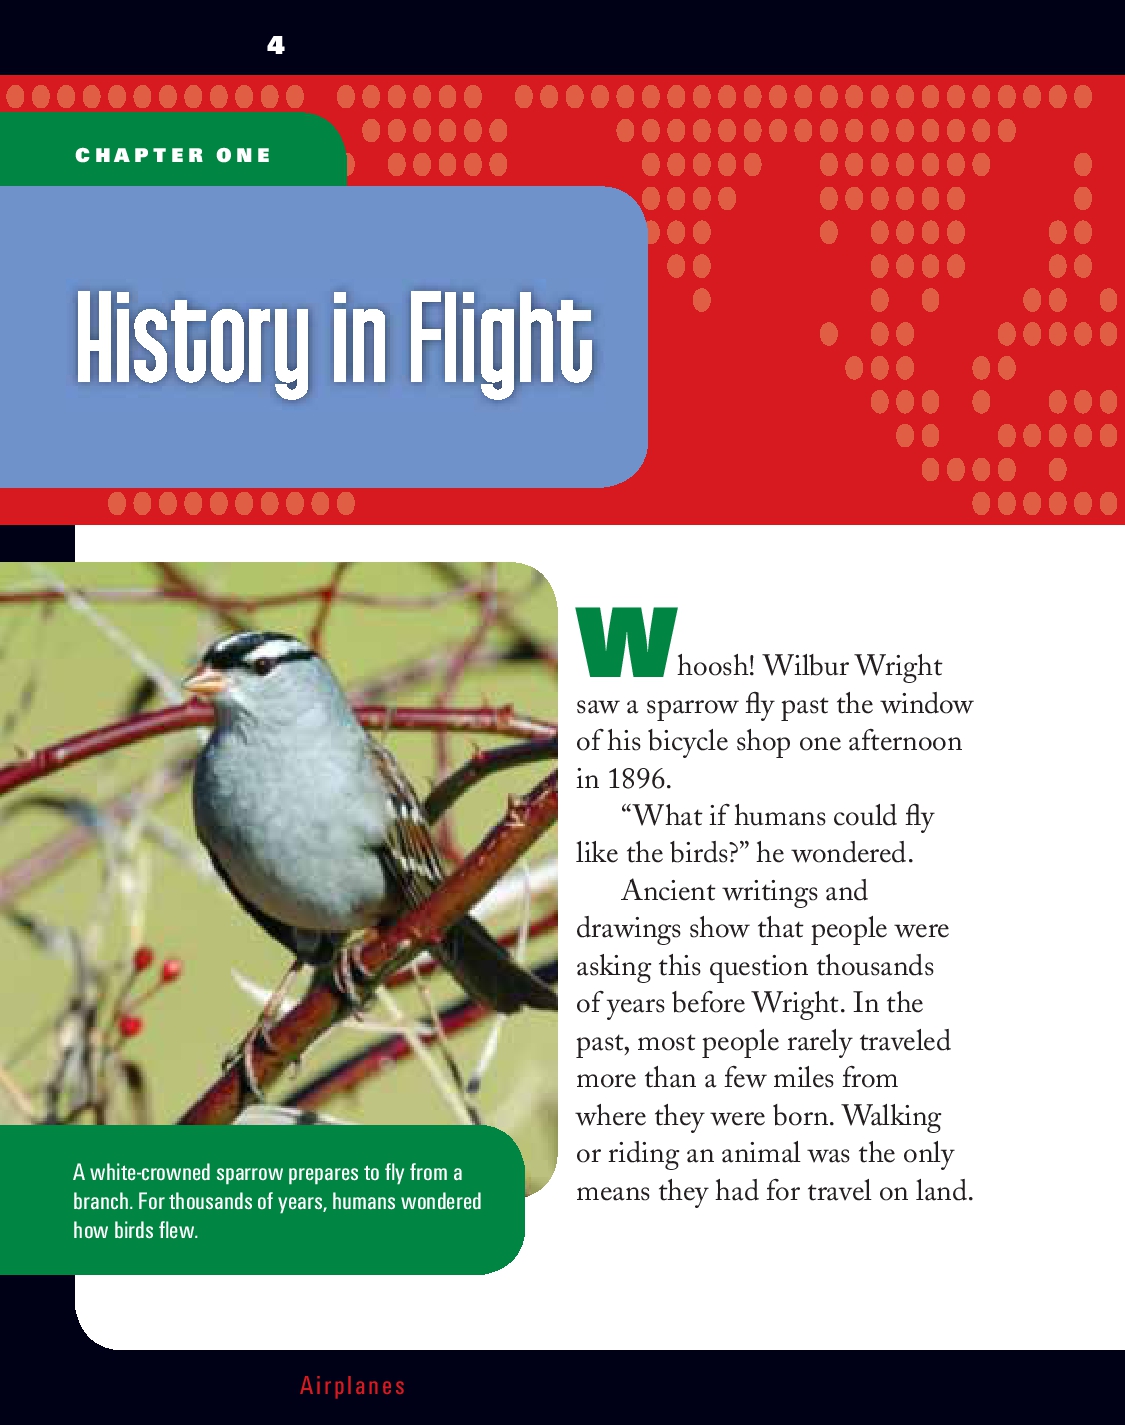 4
CHAPTER ONE
History in Flight
Whoosh! Wilbur Wright
saw a sparrow fly past the window
of his bicycle shop one afternoon
in 1896.
“What if humans could fly
like the birds?” he wondered.
Ancient writings and
drawings show that people were
asking this question thousands
of years before Wright. In the
past, most people rarely traveled
more than a few miles from
where they were born. Walking
or riding an animal was the only
means they had for travel on land.
A white-crowned sparrow prepares to fly from a
branch. For thousands of years, humans wondered
how birds flew.
Airplanes